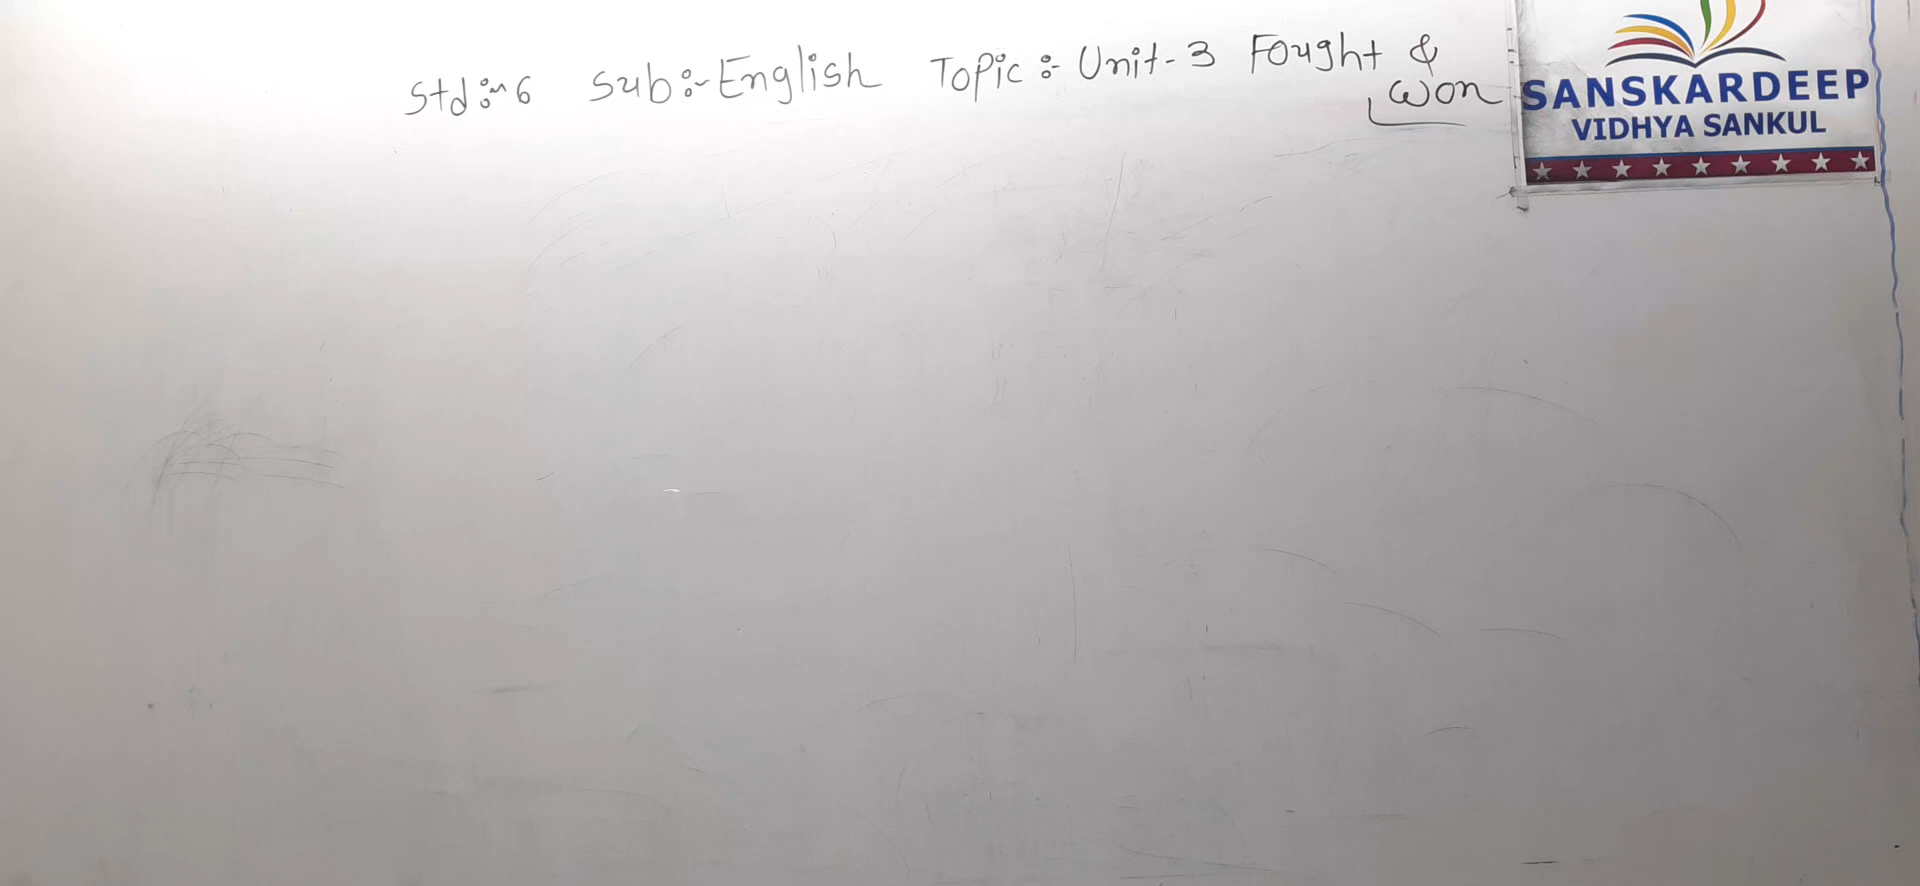 Std :- 6 Sub :- English Topic :- Unit - 3 Fought &
Won
SANSKARDEEP
VIDHYA SANKUL